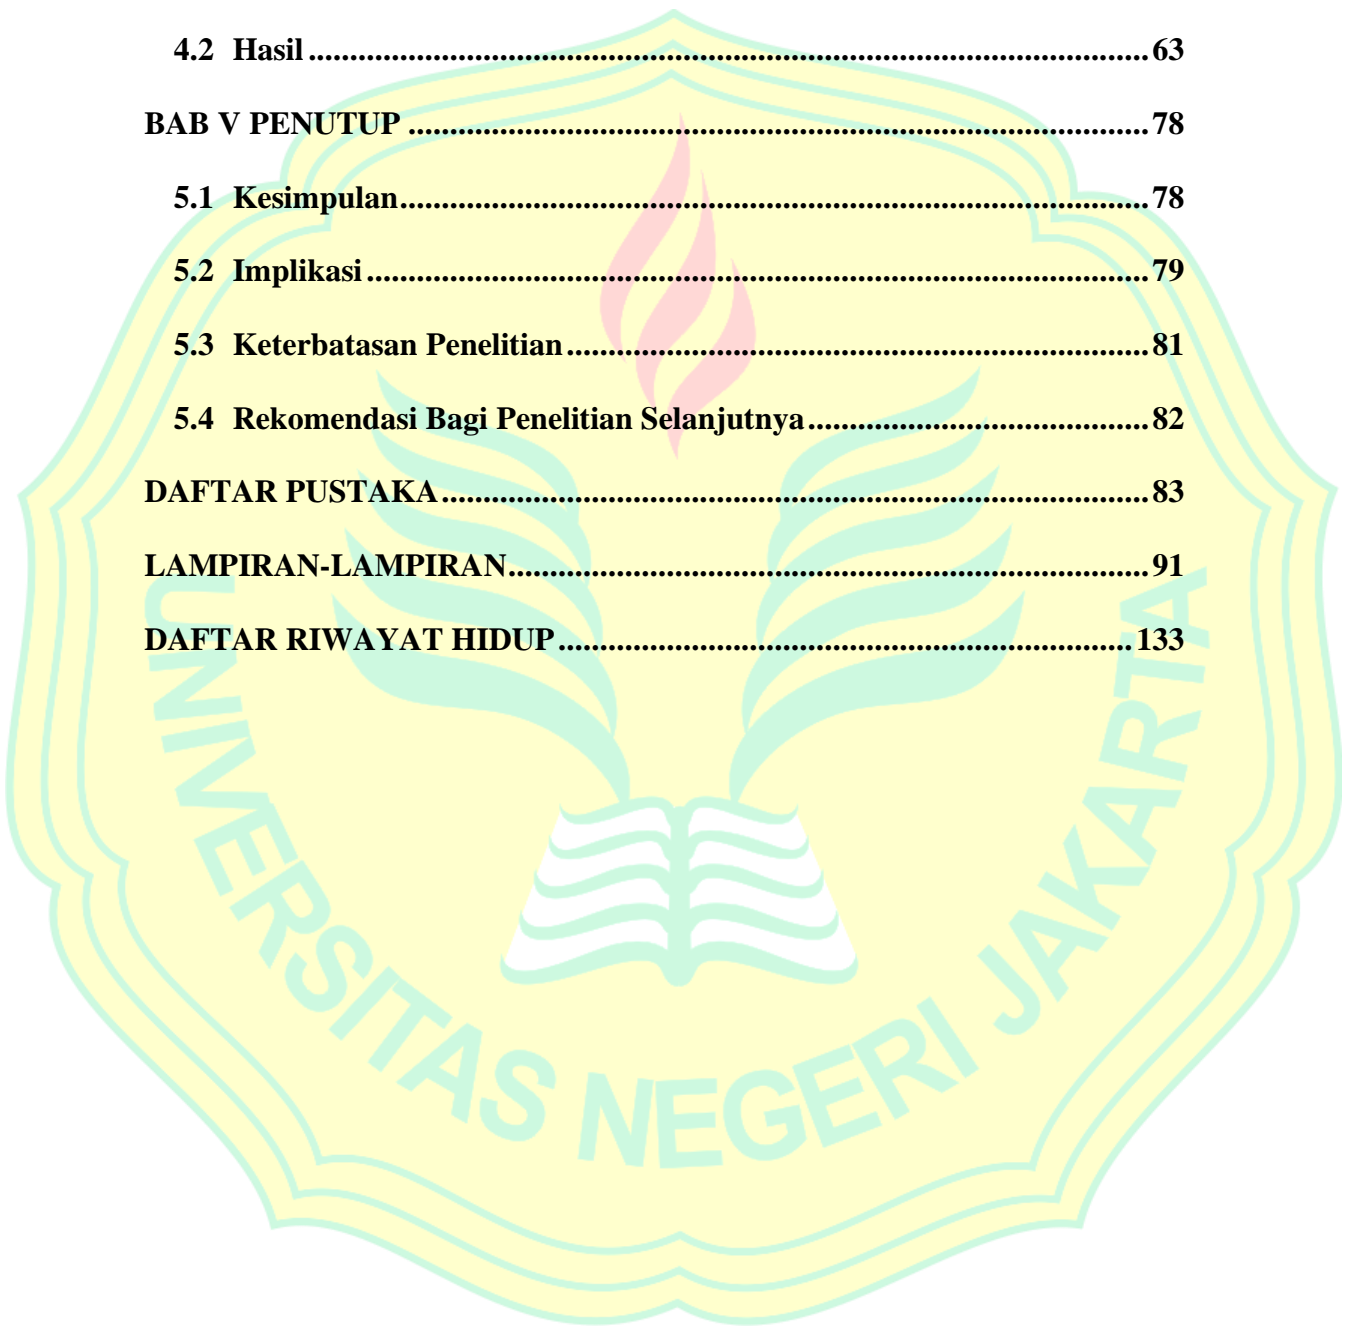 4.2 Hasil ........................................................................................................ 63
BAB V PENUTUP ........................................................................................... 78
5.1 Kesimpulan ............................................................................................ 78
5.2 Implikasi ................................................................................................ 79
5.3 Keterbatasan Penelitian ........................................................................ 81
5.4 Rekomendasi Bagi Penelitian Selanjutnya .......................................... 82
DAFTAR PUSTAKA ....................................................................................... 83
LAMPIRAN-LAMPIRAN ............................................................................... 91
DAFTAR RIWAYAT HIDUP ....................................................................... 133
UNIVERSITAS NEGERI JAKARTA